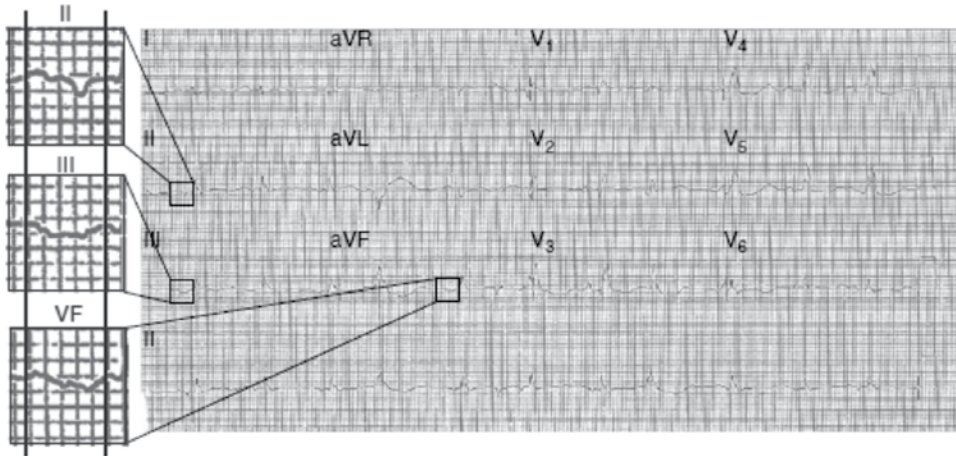 II
I aVR V1 V4
II aVL V2 V5
III
III aVF V3 V6
VF
II